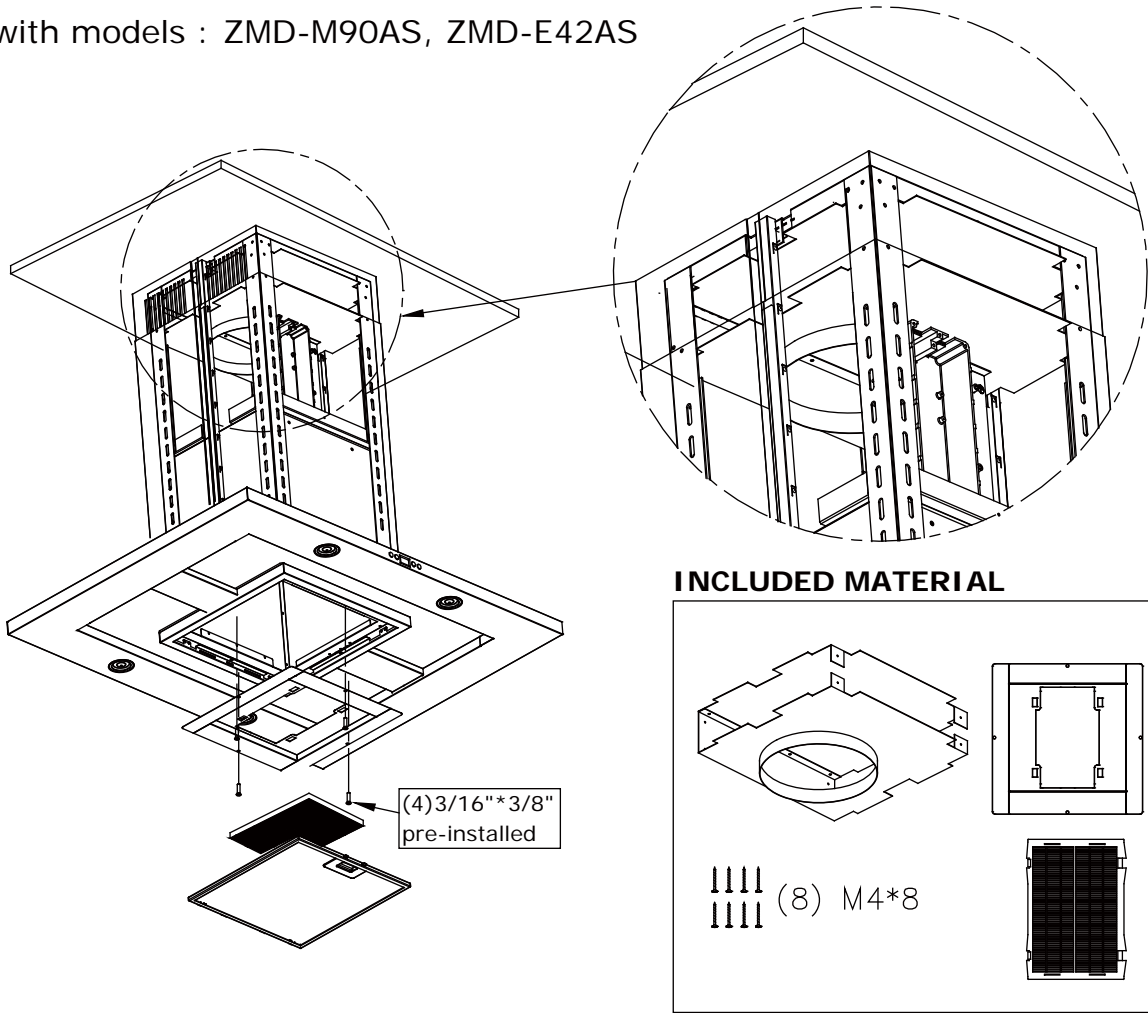 with models : ZMD-M90AS, ZMD-E42AS
INCLUDED MATERIAL
(4)3/16"*3/8"
pre-installed
(8) M4*8